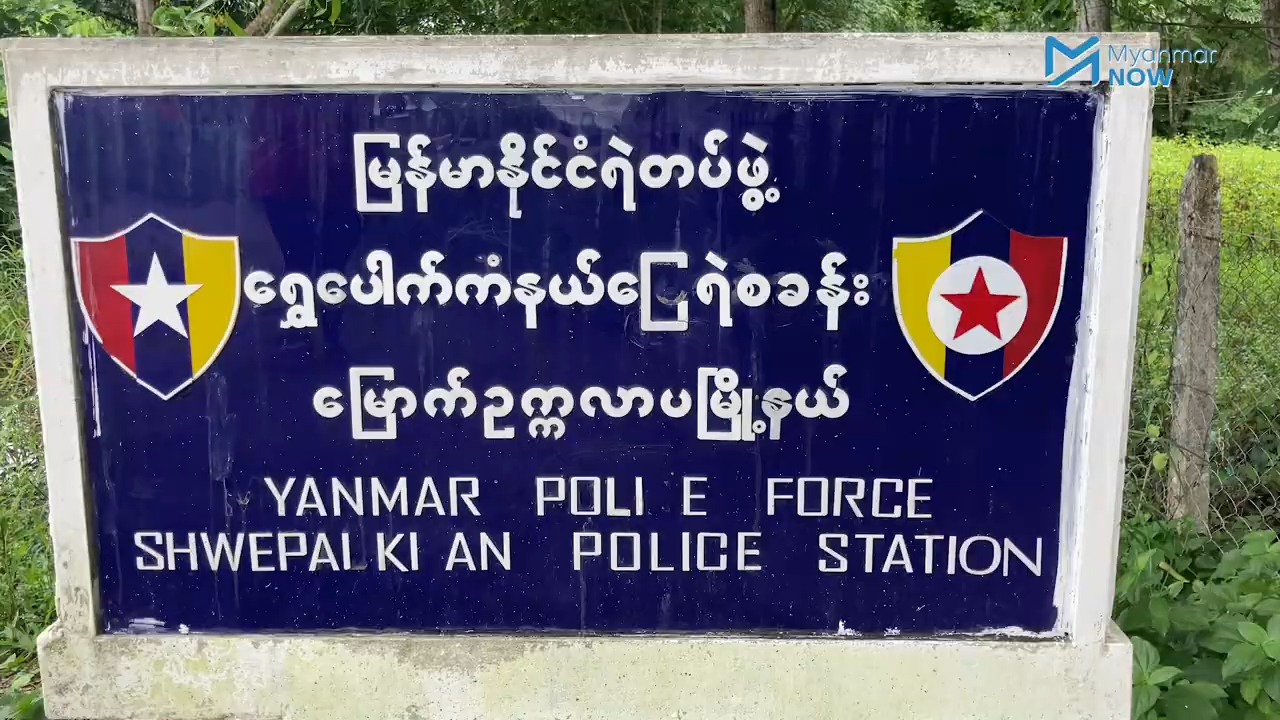 Myanmar
NOW
မြန်မာနိုင်ငံရဲတပ်ဖွဲ့
ရွှေပေါက်ကံနယ်မြေရဲစခန်း
မြောက်ဥက္ကလာပမြို့နယ်
YANMAR POLI E FORCE
SHWEPAI KI AN POLICE STATION